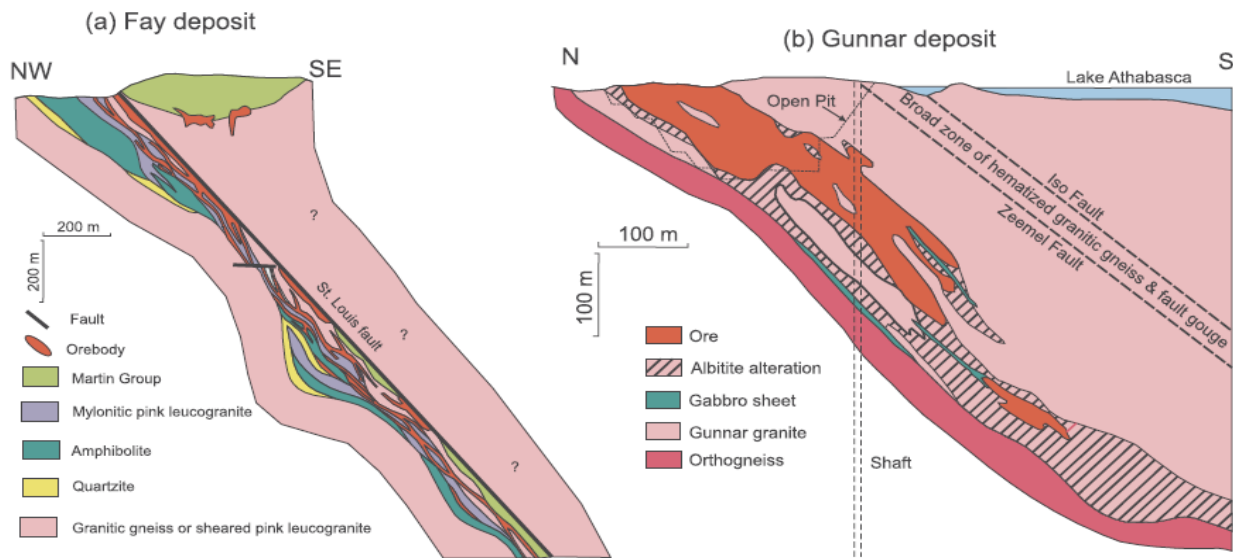 (a) Fay deposit
NW
SE
?
200 m
200 m
St. Louis fault
?
?
Fault
Orebody
Martin Group
Mylonitic pink leucogranite
Amphibolite
Quartzite
Granitic gneiss or sheared pink leucogranite
(b) Gunnar deposit
N
S
Lake Athabasca
Open Pit
Iso Fault
Broad zone of hematized granitic gneiss & fault gouge
Zeemel Fault
100 m
100 m
Ore
Albitite alteration
Gabbro sheet
Gunnar granite
Orthogneiss
Shaft